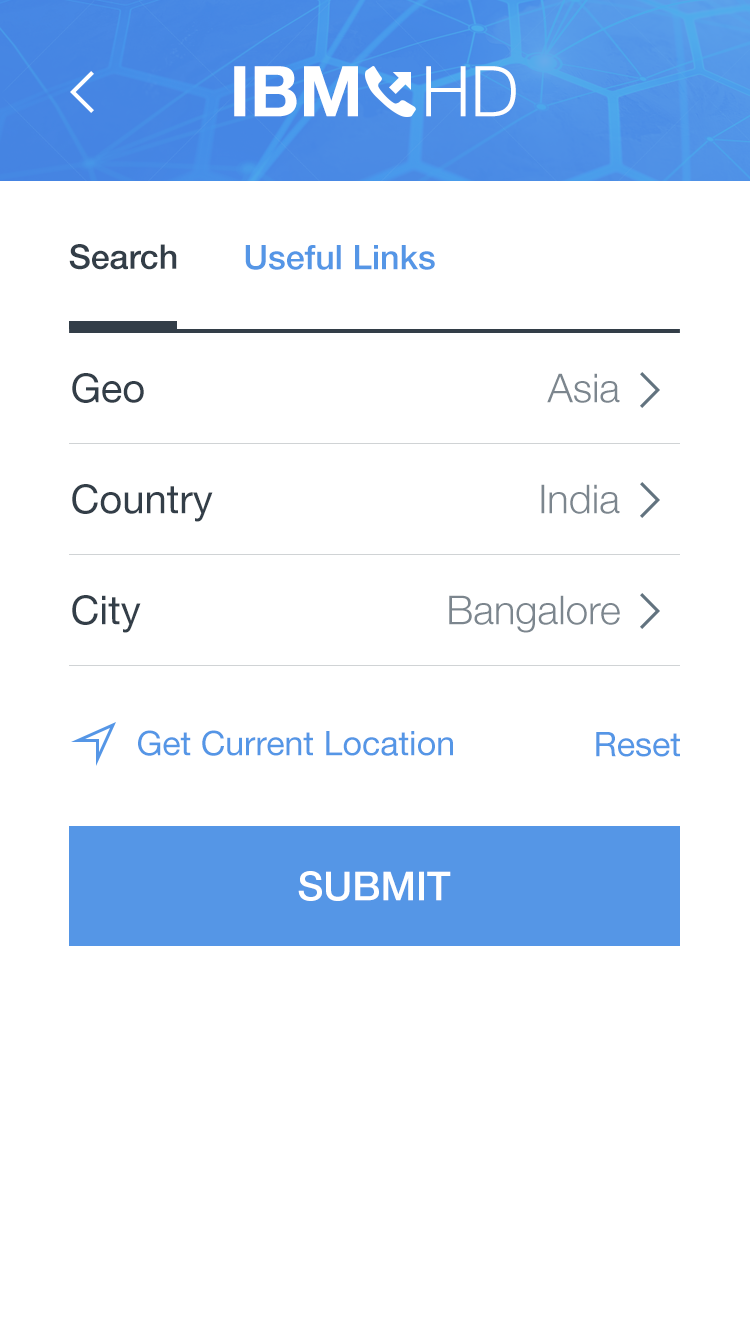 IBM HD
Search Useful Links
Geo Asia
Country India
City Bangalore
Get Current Location Reset
SUBMIT